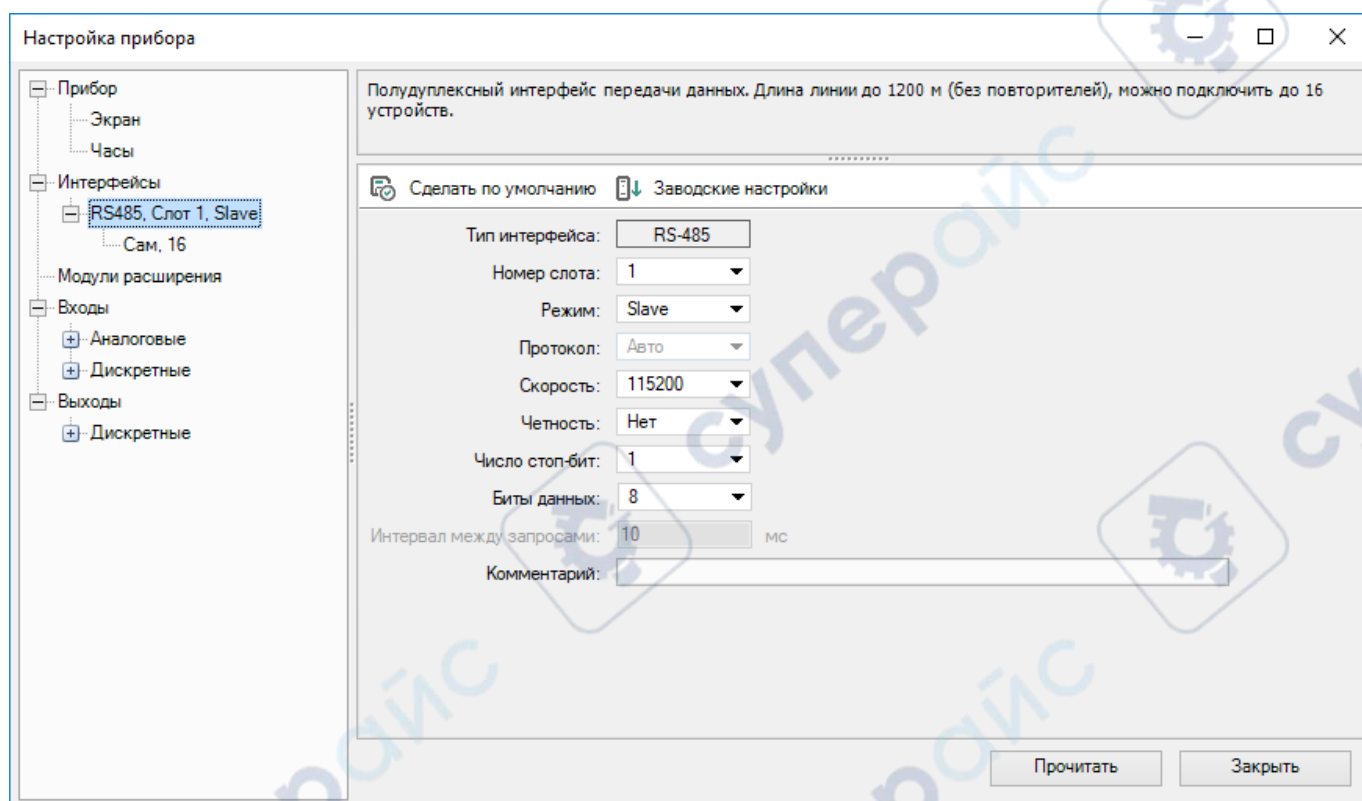 Настройка прибора
Прибор
Экран
Часы
Интерфейсы
RS485, Слот 1, Slave
Сам, 16
Модули расширения
Входы
Аналоговые
Дискретные
Выходы
Дискретные
Полудуплексный интерфейс передачи данных. Длина линии до 1200 м (без повторителей), можно подключить до 16
устройств.
Сделать по умолчанию Заводские настройки
Тип интерфейса: RS-485
Номер слота: 1
Режим: Slave
Протокол: Авто
Скорость: 115200
Четность: Нет
Число стоп-бит: 1
Биты данных: 8
Интервал между запросами: 10 мс
Комментарий:
Прочитать Закрыть
суперайс